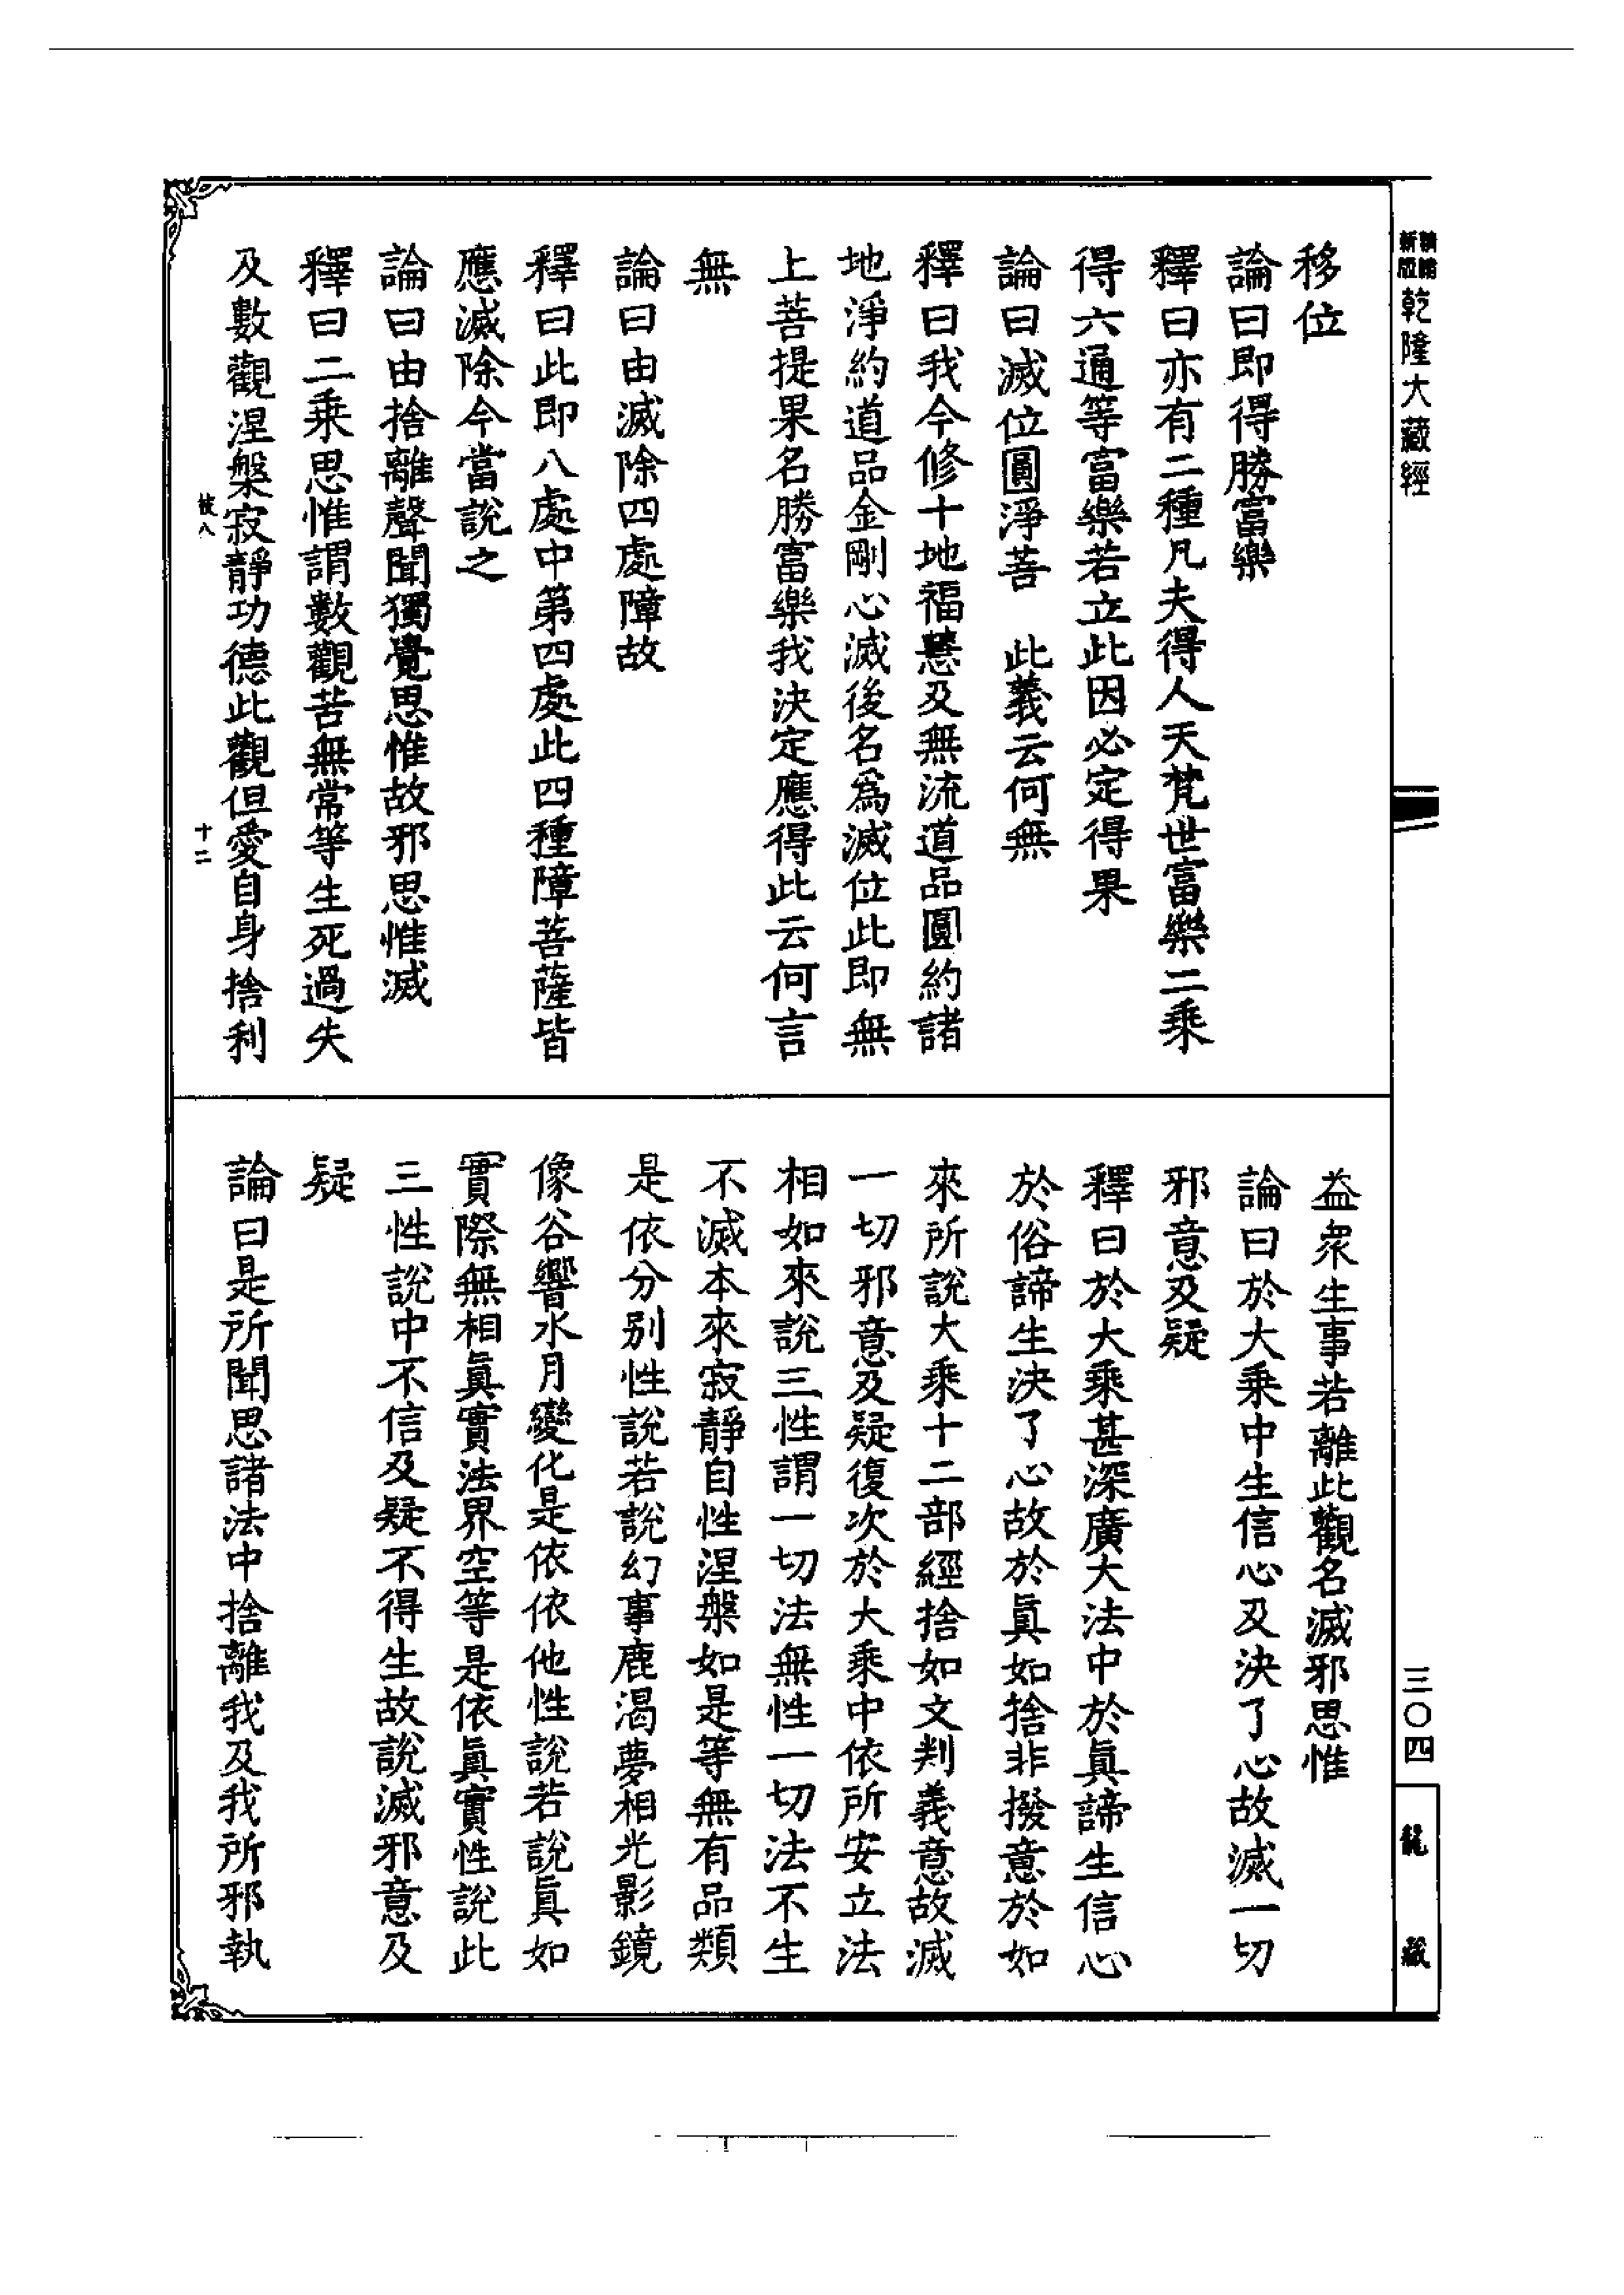 新版
精繕
乾隆大藏經
三〇四
龍藏
移位
論曰即得勝富樂
釋曰亦有二種凡夫得人天梵世富樂二乘
得六通等富樂若立此因必定得果
論曰滅位圓淨善　此義云何無
釋曰我今修十地福慧及無流道品圓約諸
地淨約道品金剛心滅後名為滅位此即無
上菩提果名勝富樂我決定應得此云何言
無
論曰由滅除四處障故
釋曰此即八處中第四處此四種障菩薩皆
應滅除今當說之
論曰由捨離聲聞獨覺思惟故邪思惟滅
釋曰二乘思惟謂數觀苦無常等生死過失
及數觀涅槃寂靜功德此觀但愛自身捨利
彼八
十二
益衆生事若離此觀名滅邪思惟
論曰於大乘中生信心及決了心故滅一切
邪意及疑
釋曰於大乘甚深廣大法中於眞諦生信心
於俗諦生決了心故於眞如捨非撥意於如
來所說大乘十二部經捨如文判義意故滅
一切邪意及疑復次於大乘中依所安立法
相如來說三性謂一切法無性一切法不生
不滅本來寂靜自性涅槃如是等無有品類
是依分別性說若說幻事鹿渴夢相光影鏡
像谷響水月變化是依依他性說若說眞如
實際無相眞實法界空等是依眞實性說此
三性說中不信及疑不得生故說滅邪意及
疑
論曰是所聞思諸法中捨離我及我所邪執